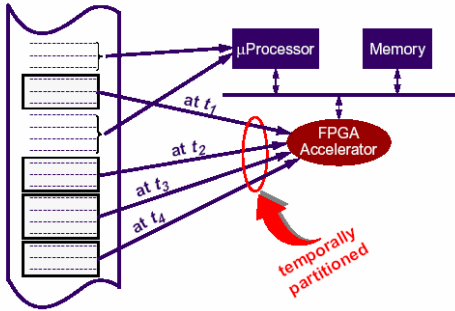 μProcessor
Memory
at t1
FPGA
Accelerator
at t2
at t3
at t4
temporally
partitioned